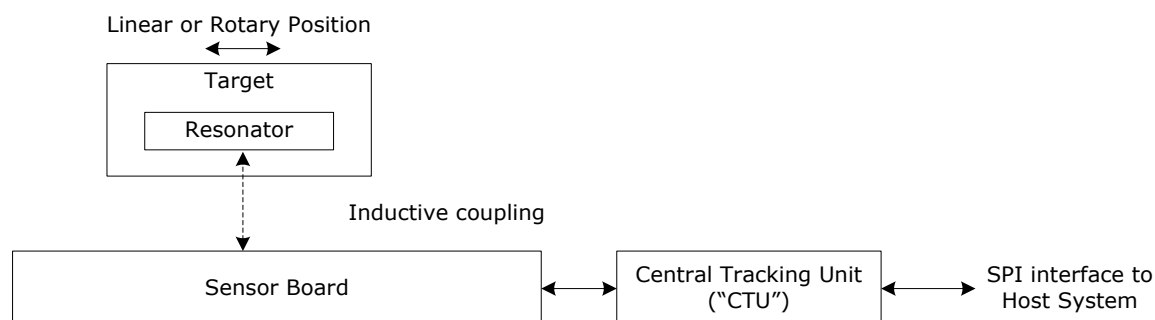 Linear or Rotary Position
Target
Resonator
Inductive coupling
Sensor Board
Central Tracking Unit
(“CTU”)
SPI interface to
Host System